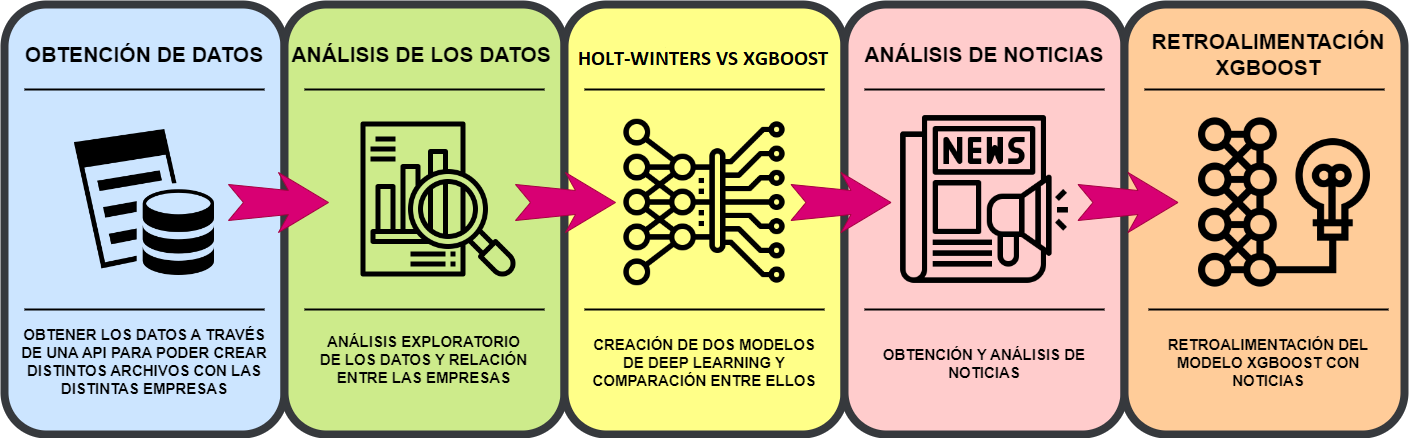 OBTENCIÓN DE DATOS
OBTENER LOS DATOS A TRAVÉS
DE UNA API PARA PODER CREAR
DISTINTOS ARCHIVOS CON LAS
DISTINTAS EMPRESAS
ANÁLISIS DE LOS DATOS
ANÁLISIS EXPLORATORIO
DE LOS DATOS Y RELACIÓN
ENTRE LAS EMPRESAS
HOLT-WINTERS VS XGBOOST
CREACIÓN DE DOS MODELOS
DE DEEP LEARNING Y
COMPARACIÓN ENTRE ELLOS
ANÁLISIS DE NOTICIAS
NEWS
OBTENCIÓN Y ANÁLISIS DE
NOTICIAS
RETROALIMENTACIÓN
XGBOOST
RETROALIMENTACIÓN DEL
MODELO XGBOOST CON
NOTICIAS